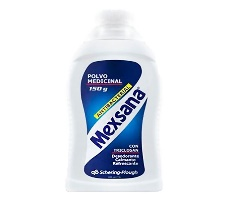 POLVO
MEDICINAL
150 g
ANTIBACTERIAL
Mexsana
CON
TRICLOSAN
Desodorante
Calmante
Refrescante
Schering-Plough